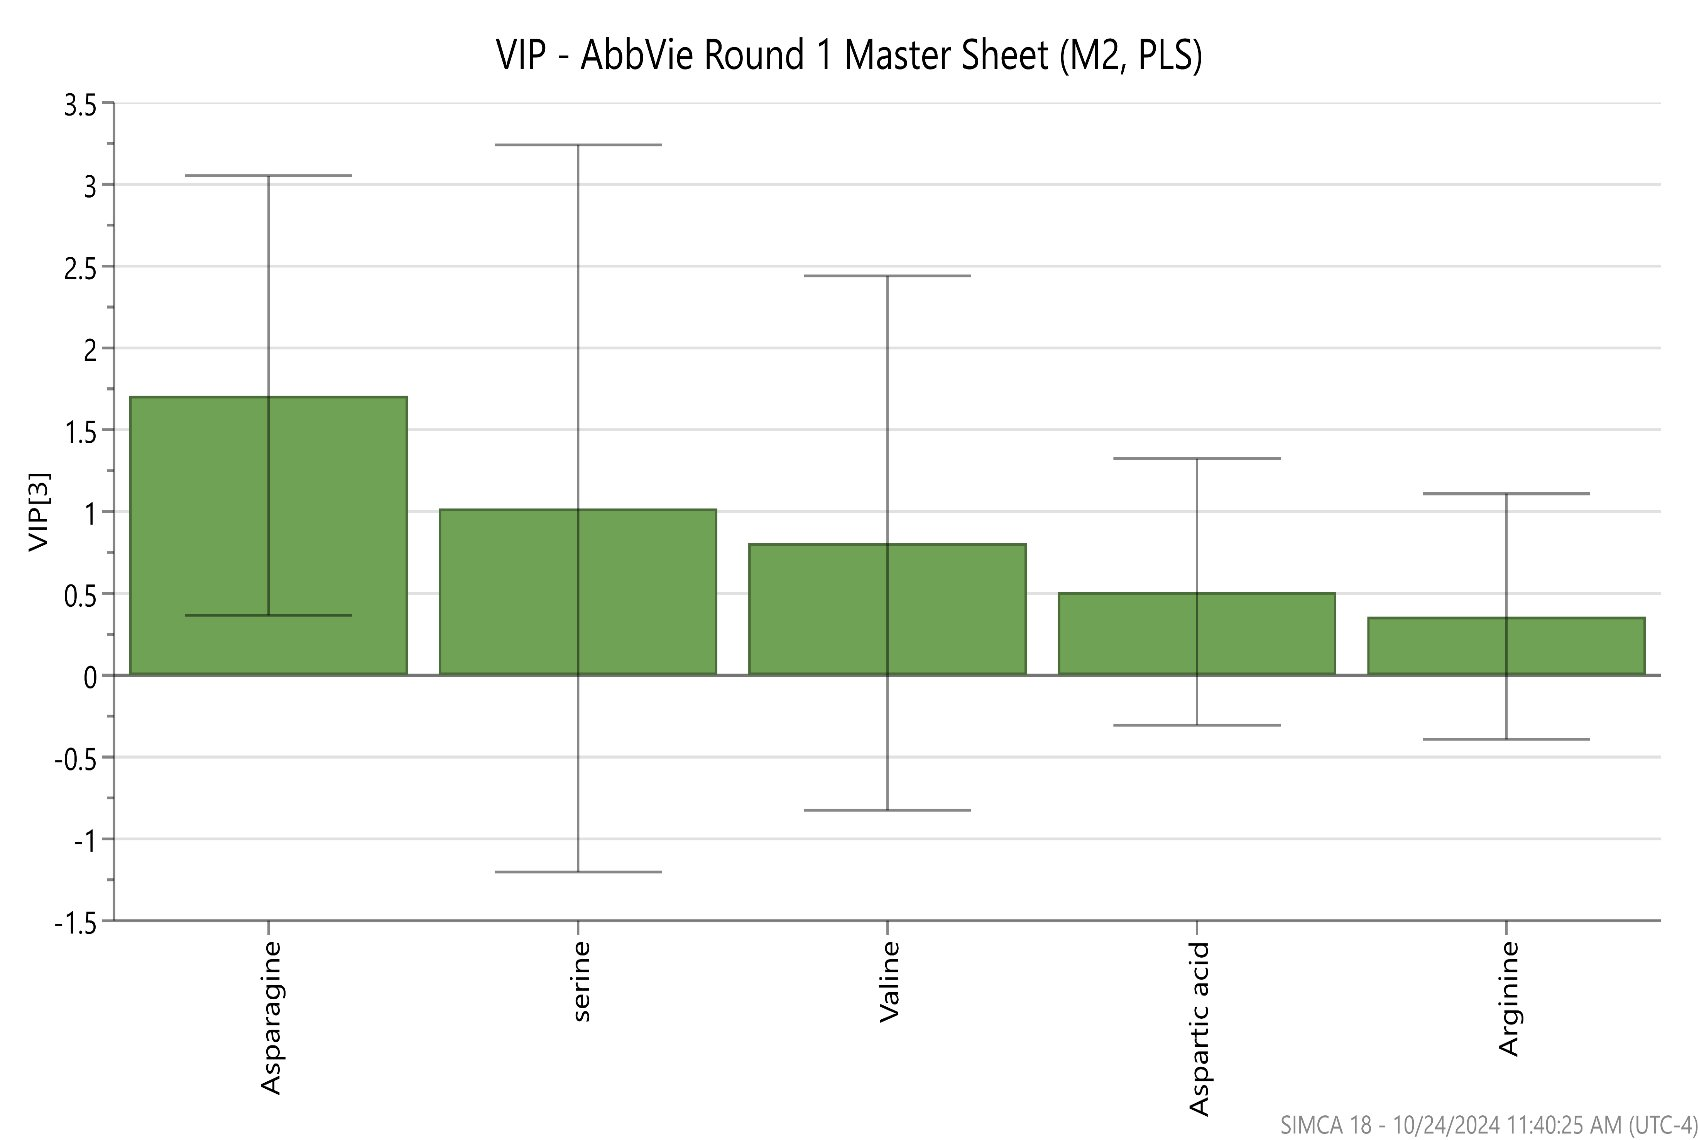 VIP - AbbVie Round 1 Master Sheet (M2, PLS)
3.5
3
2.5
2
1.5
1
0.5
0
-0.5
-1
-1.5
VIP[3]
Asparagine
serine
Valine
Aspartic acid
Arginine
SIMCA 18 - 10/24/2024 11:40:25 AM (UTC-4)